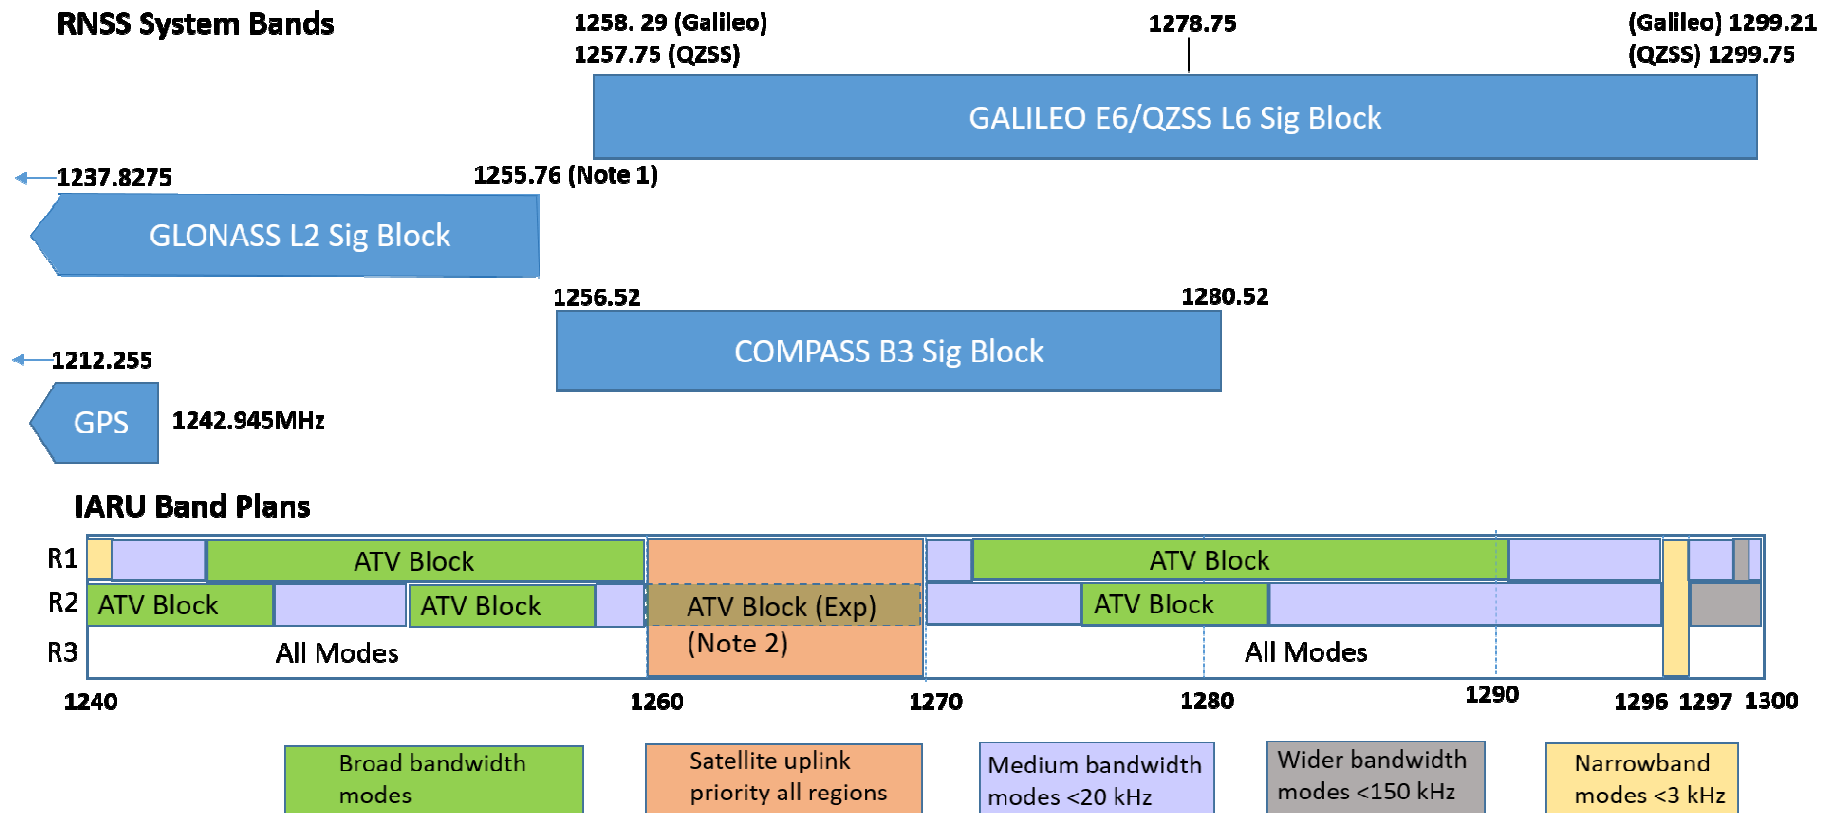 RNSS System Bands
1258. 29 (Galileo)
1257.75 (QZSS)
1278.75
(Galileo) 1299.21
(QZSS) 1299.75
GALILEO E6/QZSS L6 Sig Block
1237.8275
1255.76 (Note 1)
GLONASS L2 Sig Block
1256.52
1280.52
COMPASS B3 Sig Block
1212.255
GPS
1242.945MHz
IARU Band Plans
R1
ATV Block
ATV Block
R2
ATV Block
ATV Block
ATV Block (Exp)
(Note 2)
ATV Block
R3
All Modes
All Modes
1240
1260
1270
1280
1290
1296
1297
1300
Broad bandwidth
modes
Satellite uplink
priority all regions
Medium bandwidth
modes <20 kHz
Wider bandwidth
modes <150 kHz
Narrowband
modes <3 kHz